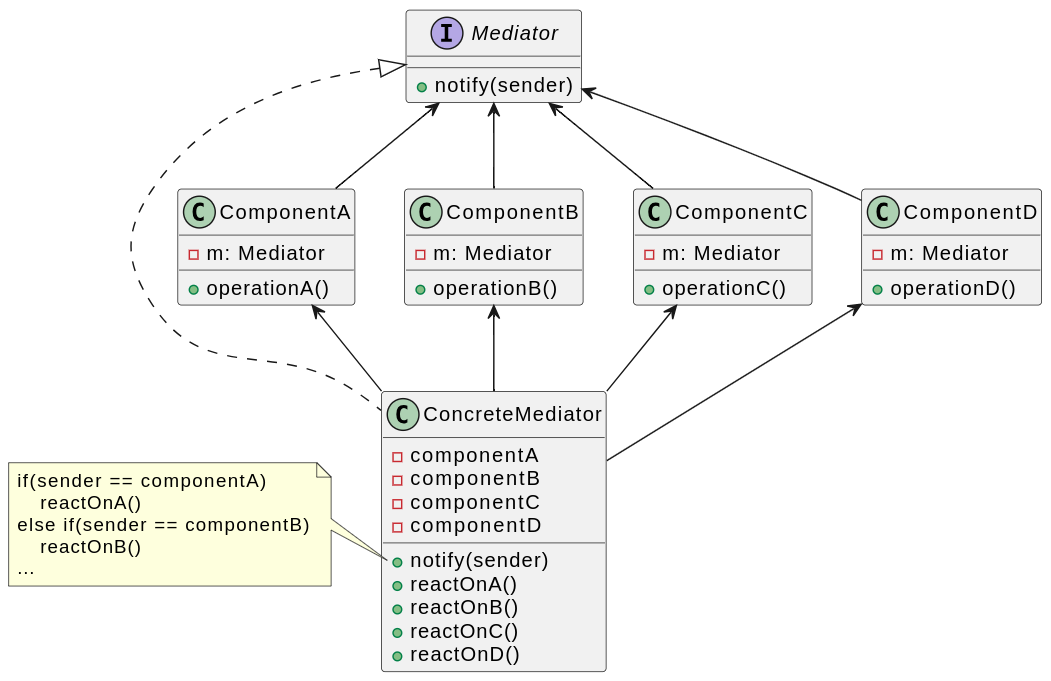 I Mediator
notify(sender)
C ComponentA
m: Mediator
operationA()
C ComponentB
m: Mediator
operationB()
C ComponentC
m: Mediator
operationC()
C ComponentD
m: Mediator
operationD()
C ConcreteMediator
componentA
componentB
componentC
componentD
notify(sender)
reactOnA()
reactOnB()
reactOnC()
reactOnD()
if(sender == componentA)
    reactOnA()
else if(sender == componentB)
    reactOnB()
...